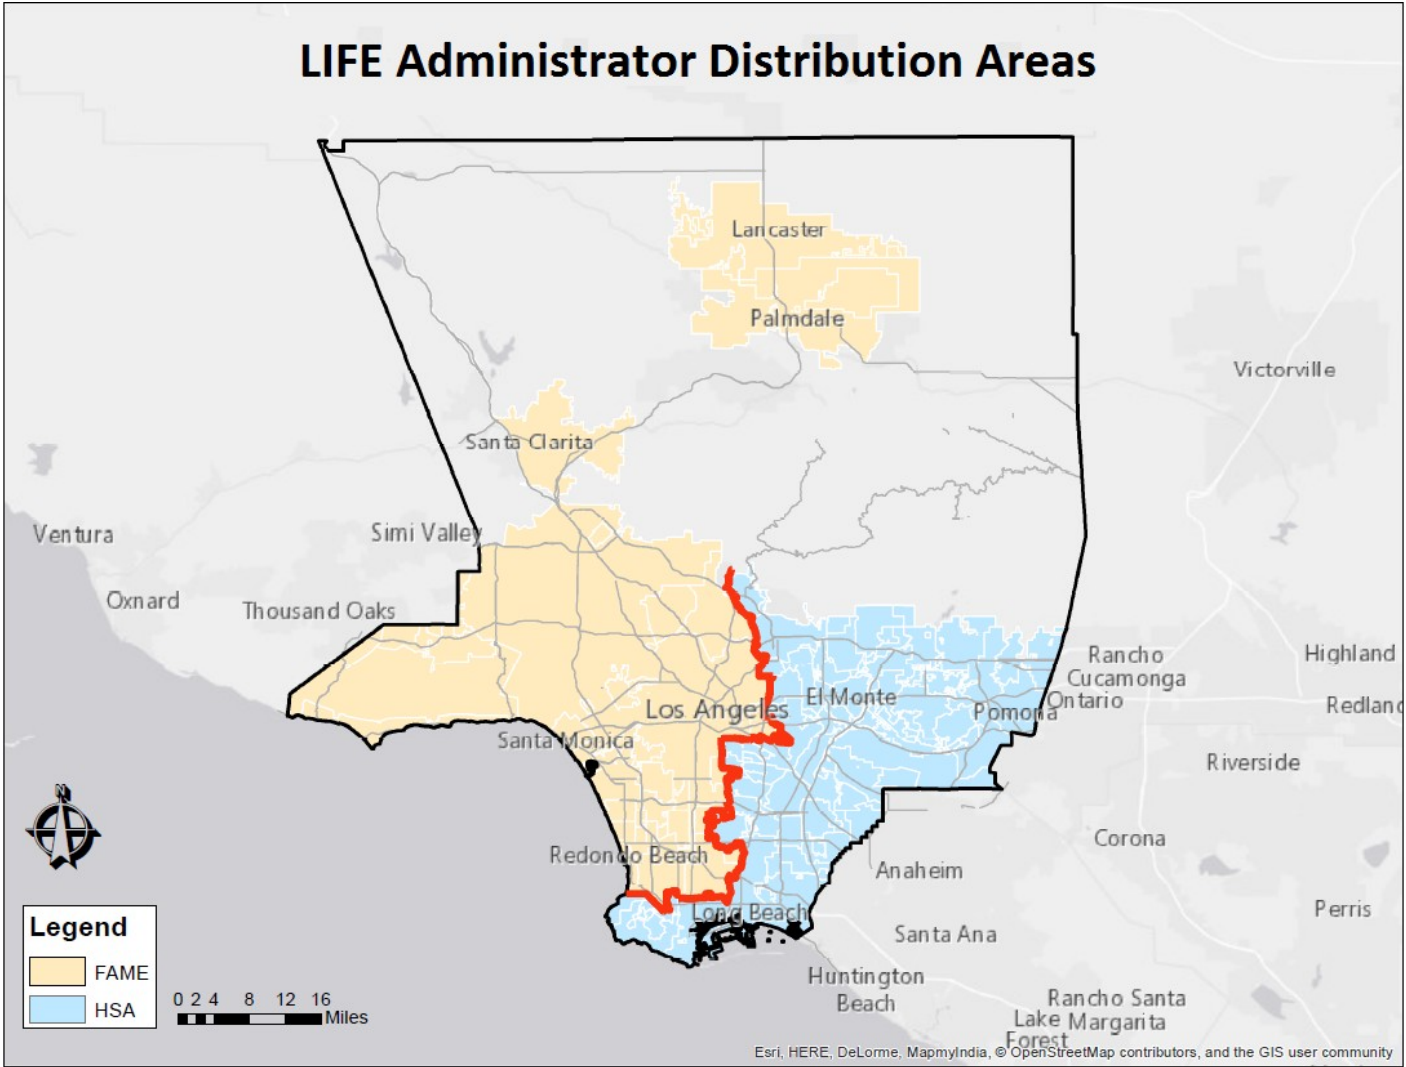 LIFE Administrator Distribution Areas
Lancaster
Palmdale
Victorville
Santa Clarita
Ventura
Simi Valley
Oxnard
Thousand Oaks
Rancho
Cucamonga
Highland
El Monte
Ontario
Redland
Los Angeles
Pomona
Santa Monica
Riverside
N
Corona
Redondo Beach
Anaheim
Long Beach
Perris
Santa Ana
Legend
FAME
HSA
Huntington
Beach
0 2 4 8 12 16
Miles
Rancho Santa
Margarita
Lake
Forest
Esri, HERE, DeLorme, MapmyIndia, © OpenStreetMap contributors, and the GIS user community